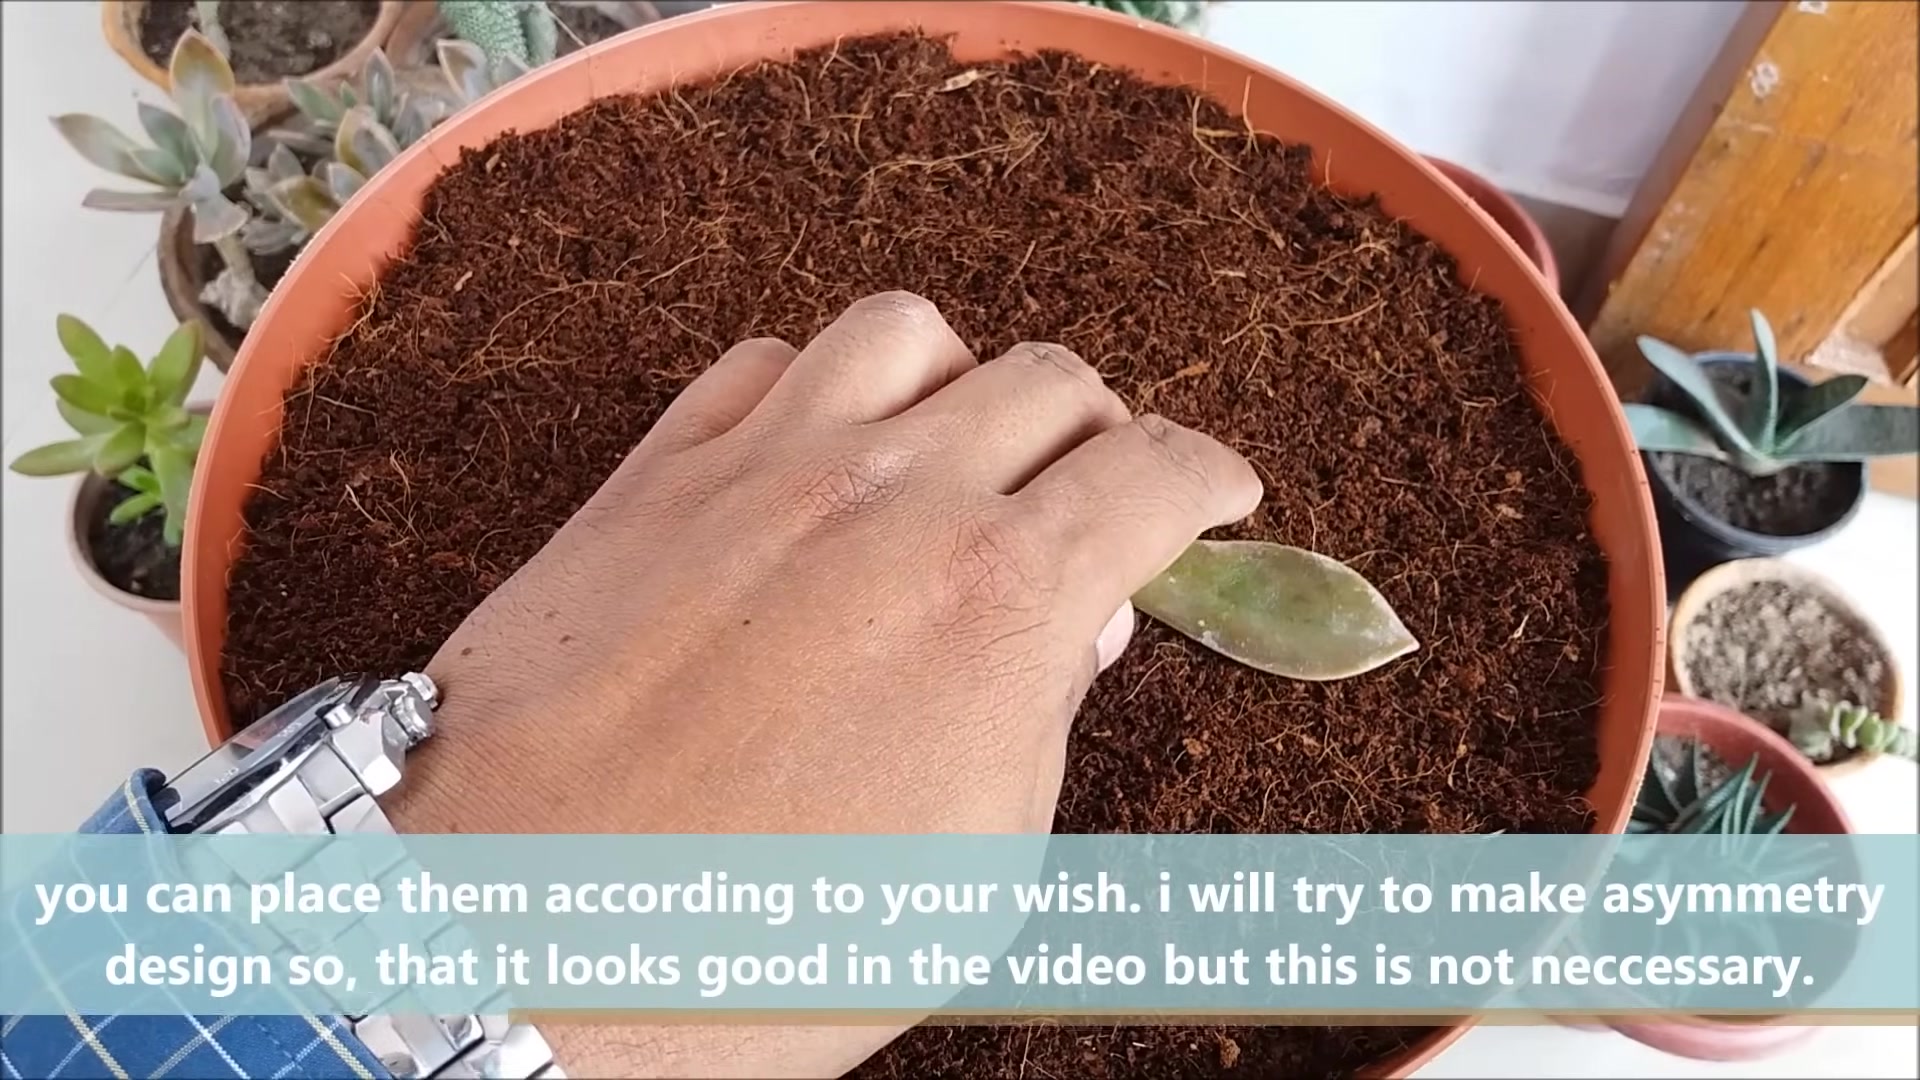 you can place them according to your wish. i will try to make asymmetry
design so, that it looks good in the video but this is not neccessary.